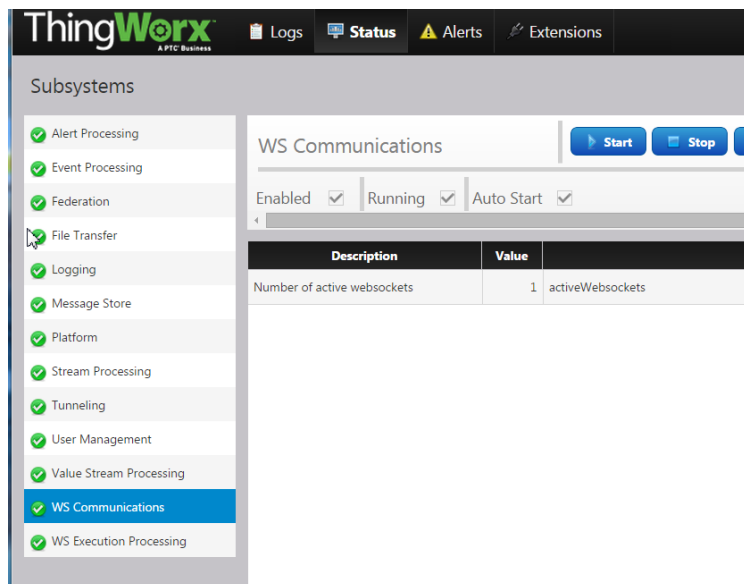 ThingWorx
A PTC Business
Logs
Status
Alerts
Extensions
Subsystems
Alert Processing
Event Processing
Federation
File Transfer
Logging
Message Store
Platform
Stream Processing
Tunneling
User Management
Value Stream Processing
WS Communications
WS Execution Processing
WS Communications
Start
Stop
Enabled
Running
Auto Start
Description Value
Number of active websockets 1 activeWebsockets